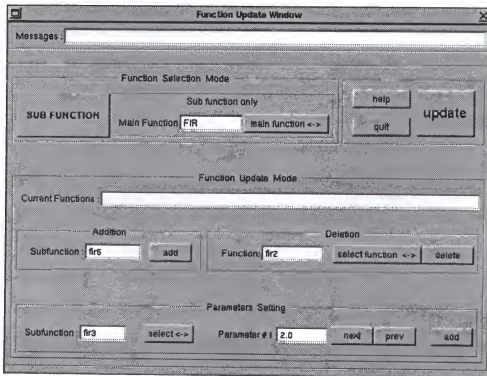 Function Update Window
Messages :
Function Selection Mode
SUB FUNCTION
Sub function only
Main Function: FIR
main function <->
help
quit
update
Function Update Mode
Current Functions :
Addition
Subfunction : fir6
add
Deletion
Function: fir2
select function <->
delete
Parameters Setting
Subfunction : fir3
select <->
Parameter # : 2.0
next
prev
add